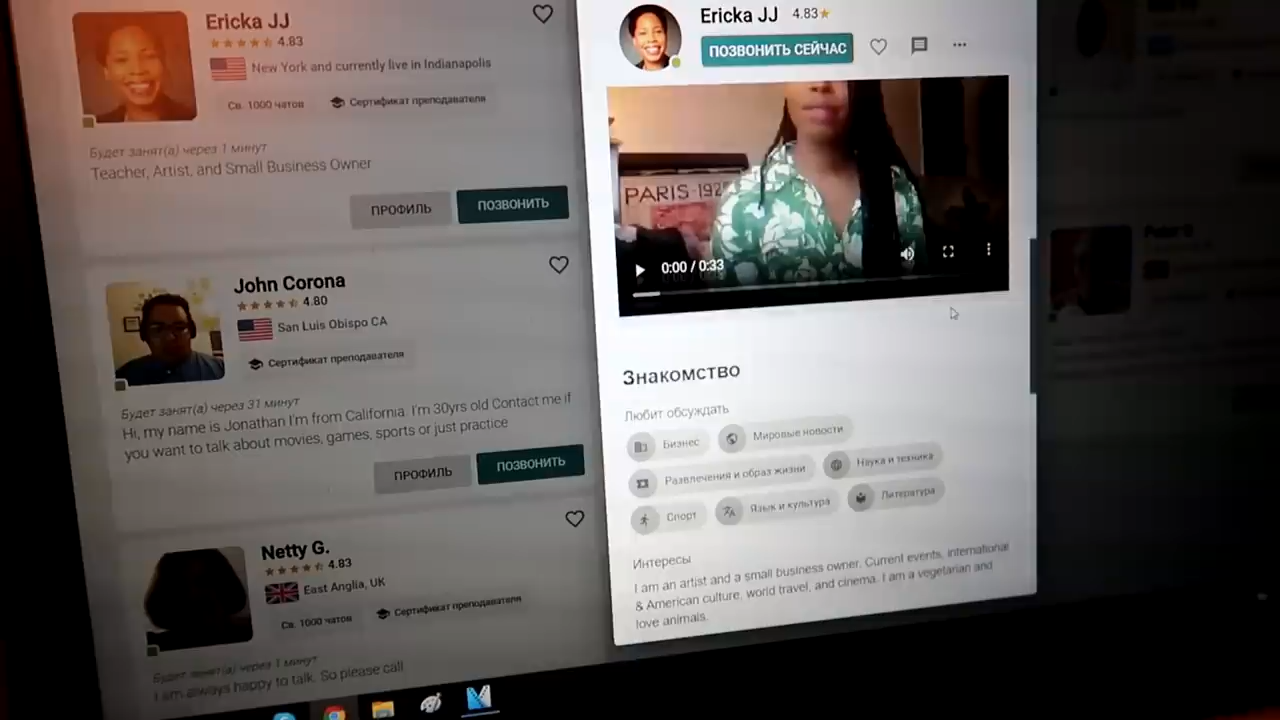 Ericka JJ
4.83
New York and currently live in Indianapolis
Св. 1000 чатов
Сертификат преподавателя
Будет занят(а) через 1 минут
Teacher, Artist, and Small Business Owner
ПРОФИЛЬ
ПОЗВОНИТЬ
John Corona
4.80
San Luis Obispo CA
Сертификат преподавателя
Будет занят(а) через 31 минут
Hi, my name is Jonathan I'm from California. I'm 30yrs old Contact me if
you want to talk about movies, games, sports or just practice
ПРОФИЛЬ
ПОЗВОНИТЬ
Netty G.
4.83
East Anglia, UK
Св. 1000 чатов
Сертификат преподавателя
Будет занят(а) через 1 минут
I am always happy to talk. So please call
Ericka JJ 4.83
ПОЗВОНИТЬ СЕЙЧАС
PARIS-192
0:00 / 0:33
Знакомство
Любит обсуждать
Бизнес
Мировые новости
Развлечения и образ жизни
Наука и техника
Спорт
Язык и культура
Литература
Интересы
I am an artist and a small business owner. Current events, international
& American culture, world travel, and cinema. I am a vegetarian and
love animals.